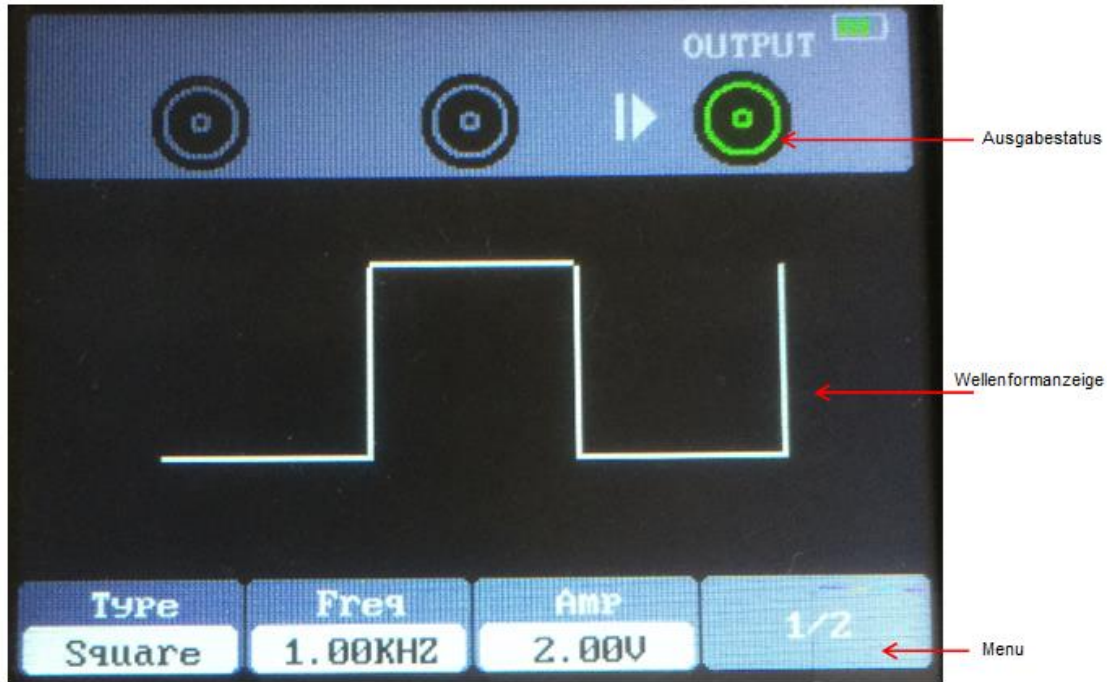 OUTPUT
Ausgabestatus
Wellenformanzeige
Type Freq Amp 1/2
Square 1.00KHZ 2.00V
Menu